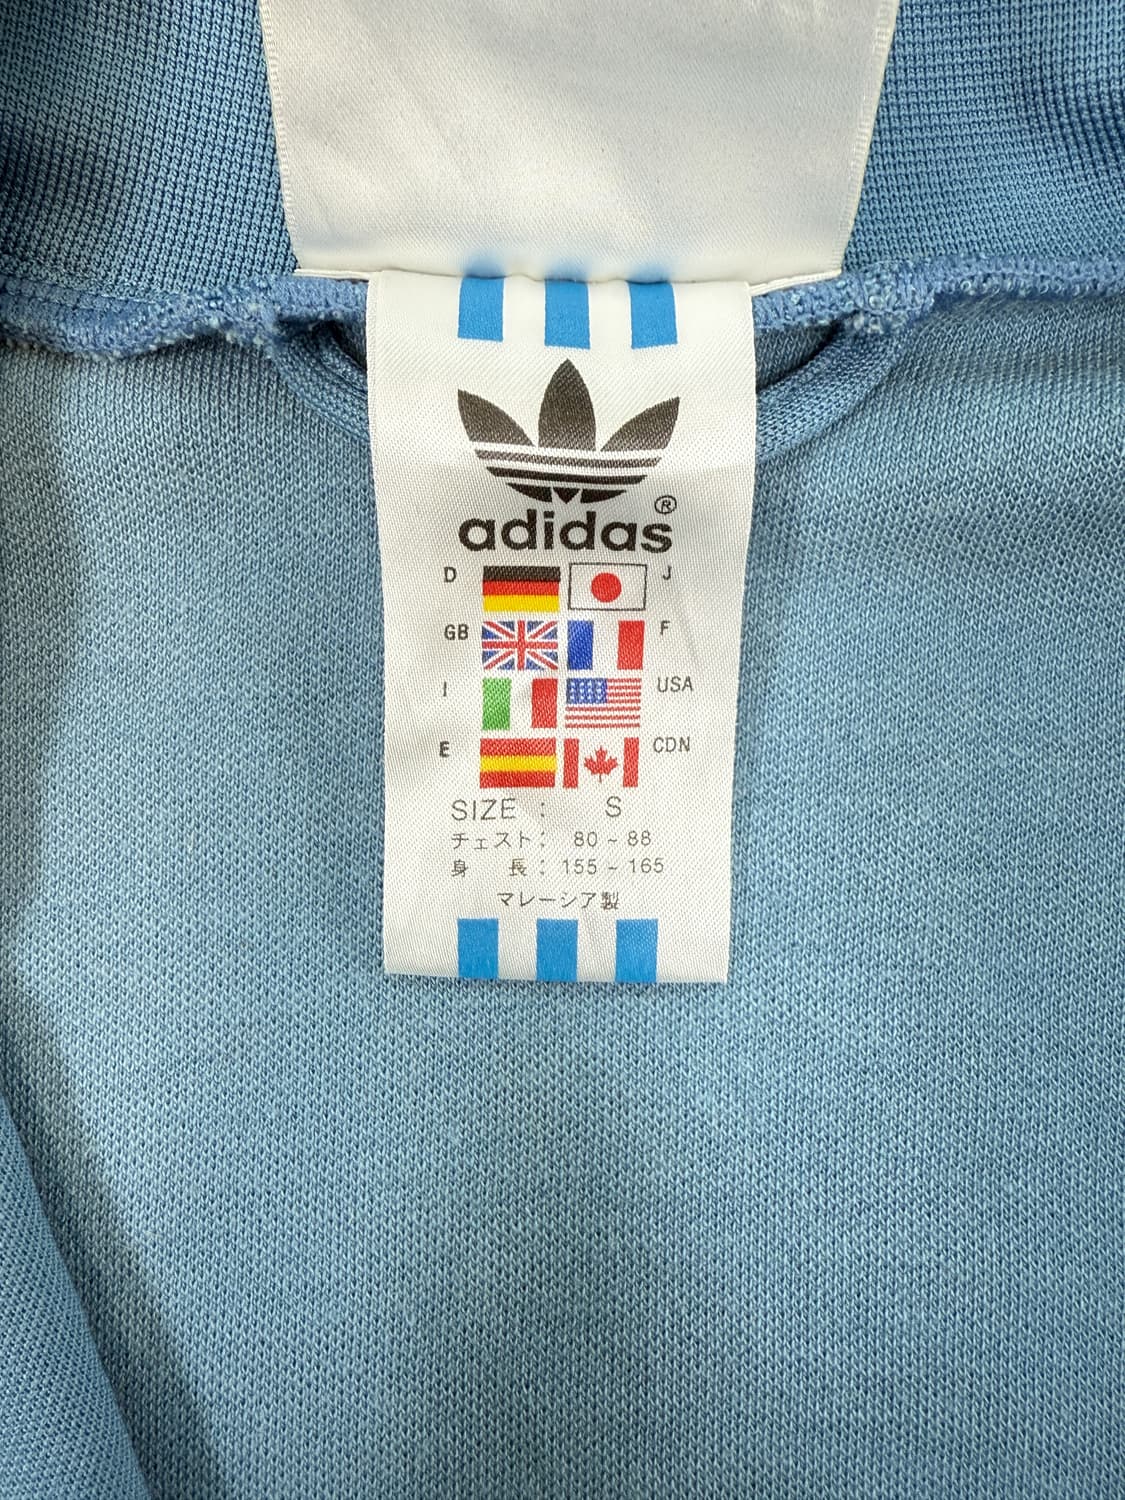 ®
adidas
D J
GB F
I USA
E CDN
SIZE : S
チェスト: 80 ~ 88
身 長: 155 ~ 165
マレーシア製